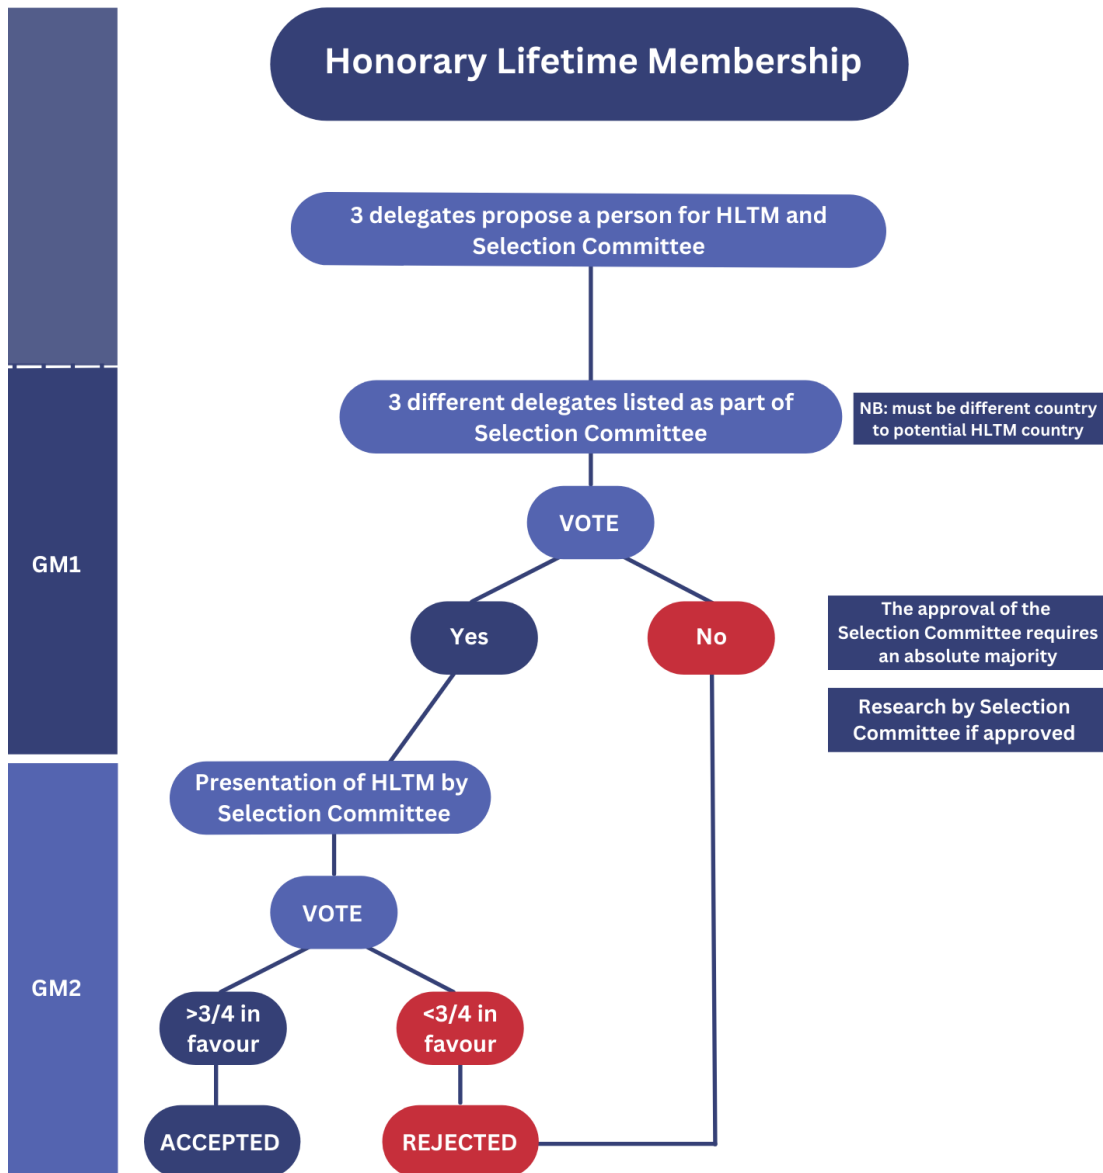 Honorary Lifetime Membership
3 delegates propose a person for HLTM and
Selection Committee
3 different delegates listed as part of
Selection Committee
NB: must be different country
to potential HLTM country
VOTE
GM1
Yes
No
The approval of the
Selection Committee requires
an absolute majority
Research by Selection
Committee if approved
Presentation of HLTM by
Selection Committee
VOTE
GM2
>3/4 in
favour
<3/4 in
favour
ACCEPTED
REJECTED